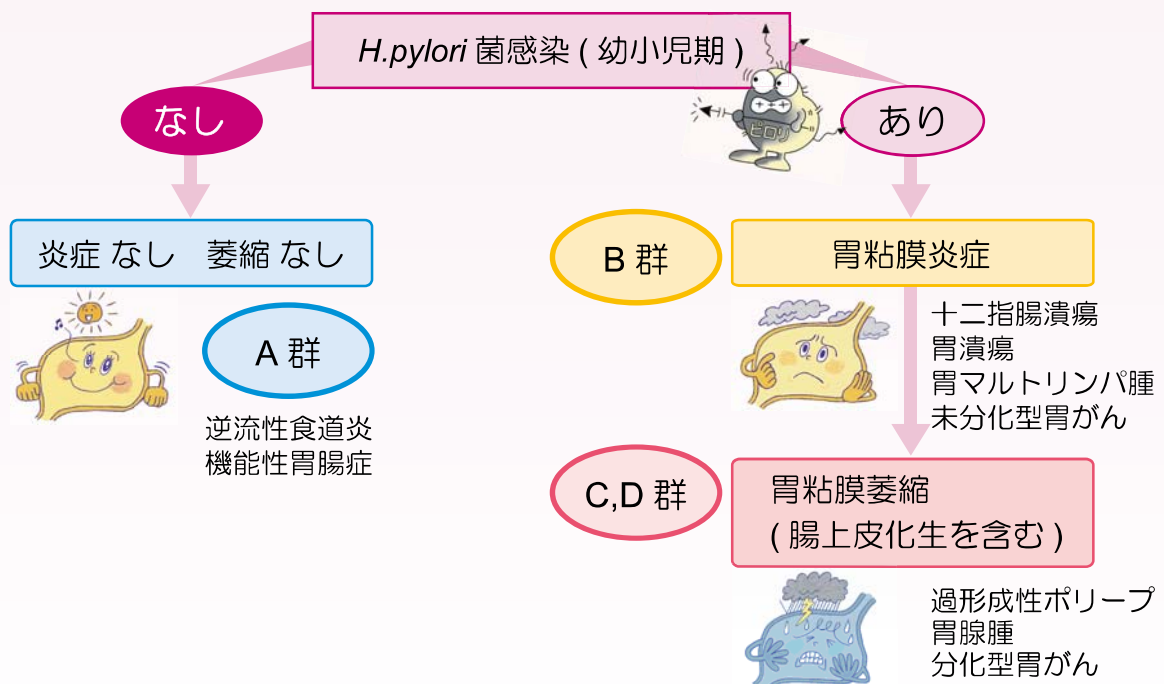 H.pylori 菌感染 ( 幼小児期 )
なし
ピロリ
あり
炎症 なし 萎縮 なし
A 群
逆流性食道炎
機能性胃腸症
B 群
胃粘膜炎症
十二指腸潰瘍
胃潰瘍
胃マルトリンパ腫
未分化型胃がん
C,D 群
胃粘膜萎縮
( 腸上皮化生を含む )
過形成性ポリープ
胃腺腫
分化型胃がん